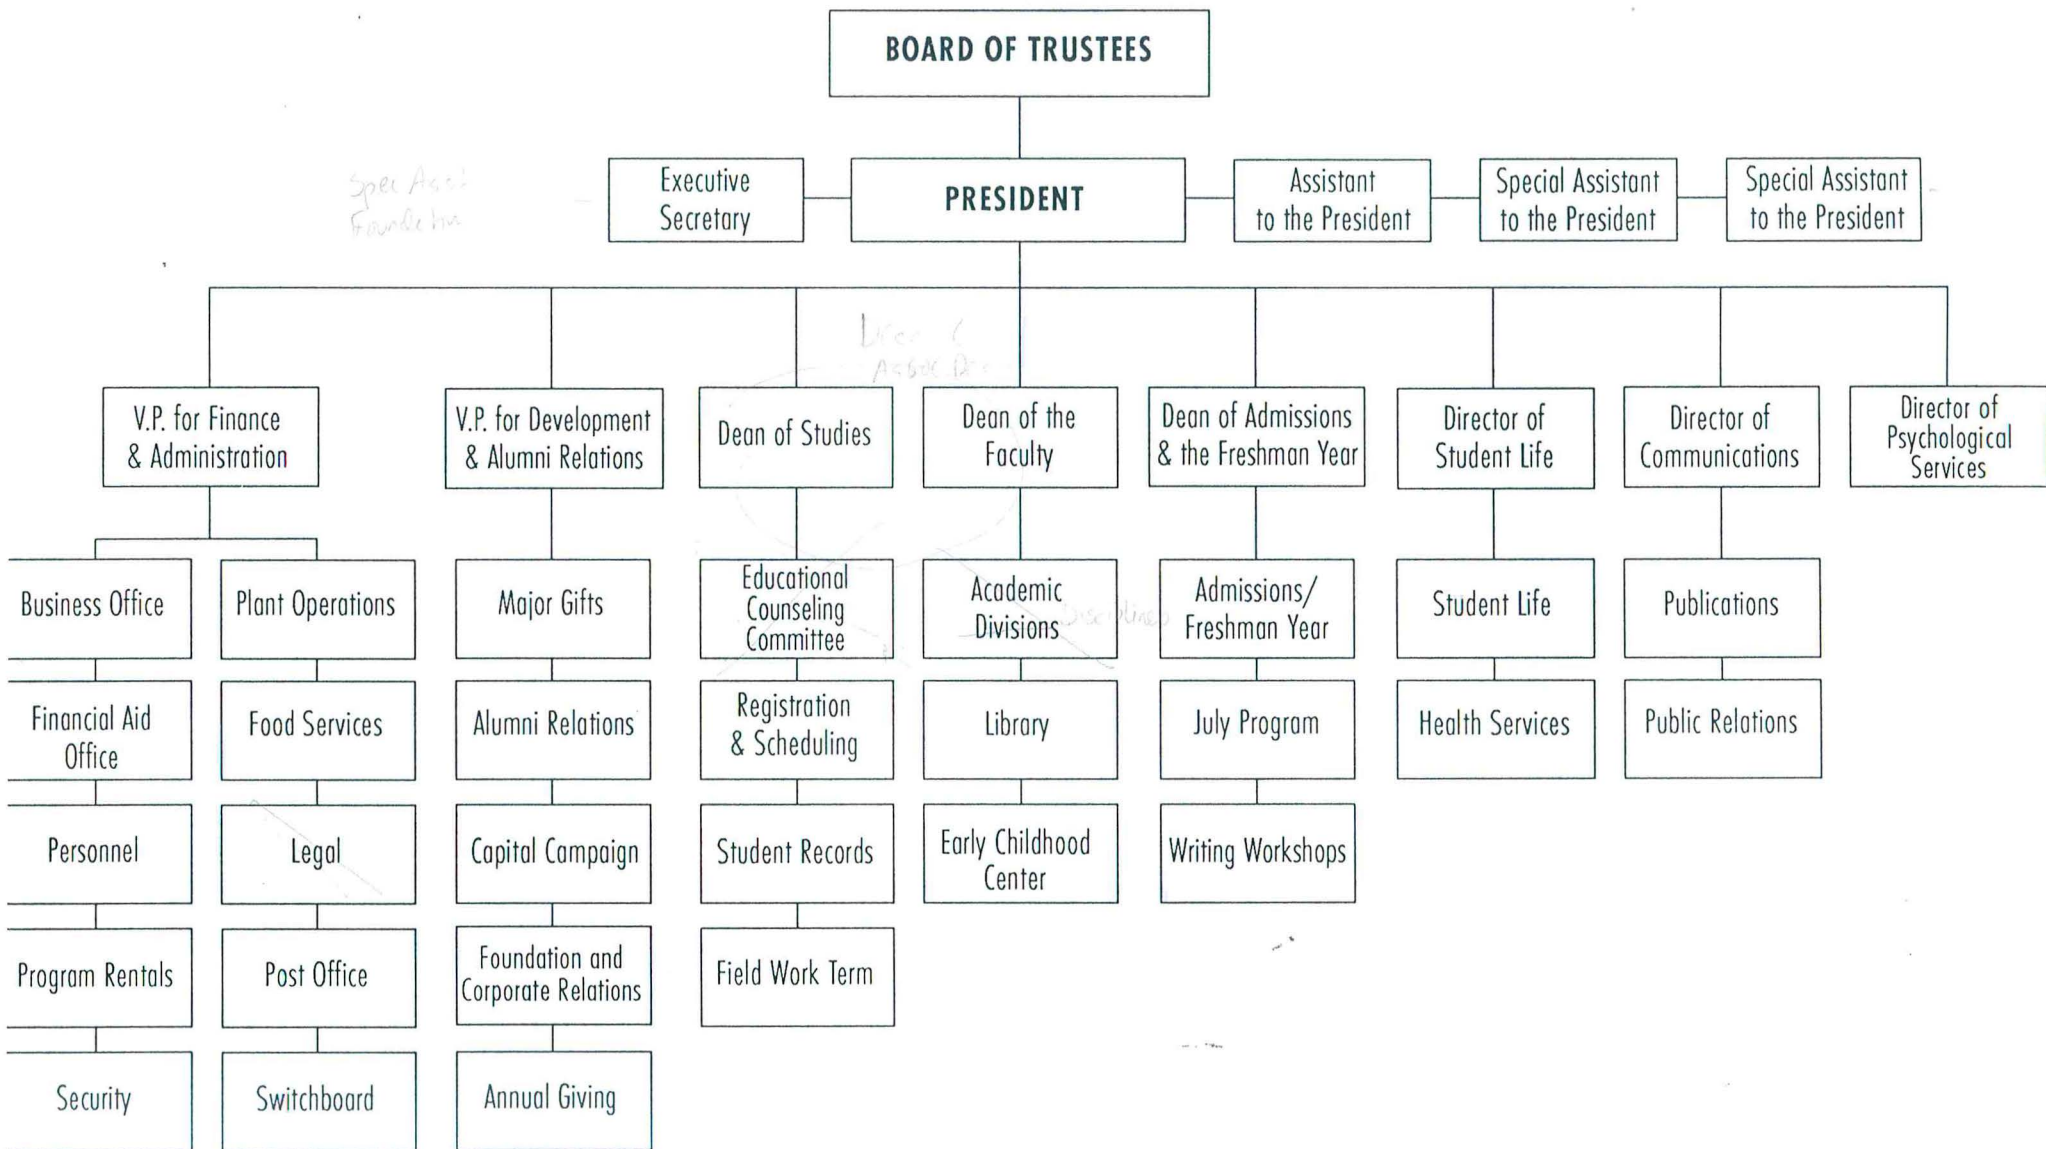 BOARD OF TRUSTEES
Executive
Secretary
PRESIDENT
Assistant
to the President
Special Assistant
to the President
Special Assistant
to the President
V.P. for Finance
& Administration
V.P. for Development
& Alumni Relations
Dean of Studies
Dean of the
Faculty
Dean of Admissions
& the Freshman Year
Director of
Student Life
Director of
Communications
Director of
Psychological
Services
Business Office
Plant Operations
Major Gifts
Educational
Counseling
Committee
Academic
Divisions
Disciplines
Admissions/
Freshman Year
Student Life
Publications
Financial Aid
Office
Food Services
Alumni Relations
Registration
& Scheduling
Library
July Program
Health Services
Public Relations
Personnel
Legal
Capital Campaign
Student Records
Early Childhood
Center
Writing Workshops
Program Rentals
Post Office
Foundation and
Corporate Relations
Field Work Term
Security
Switchboard
Annual Giving